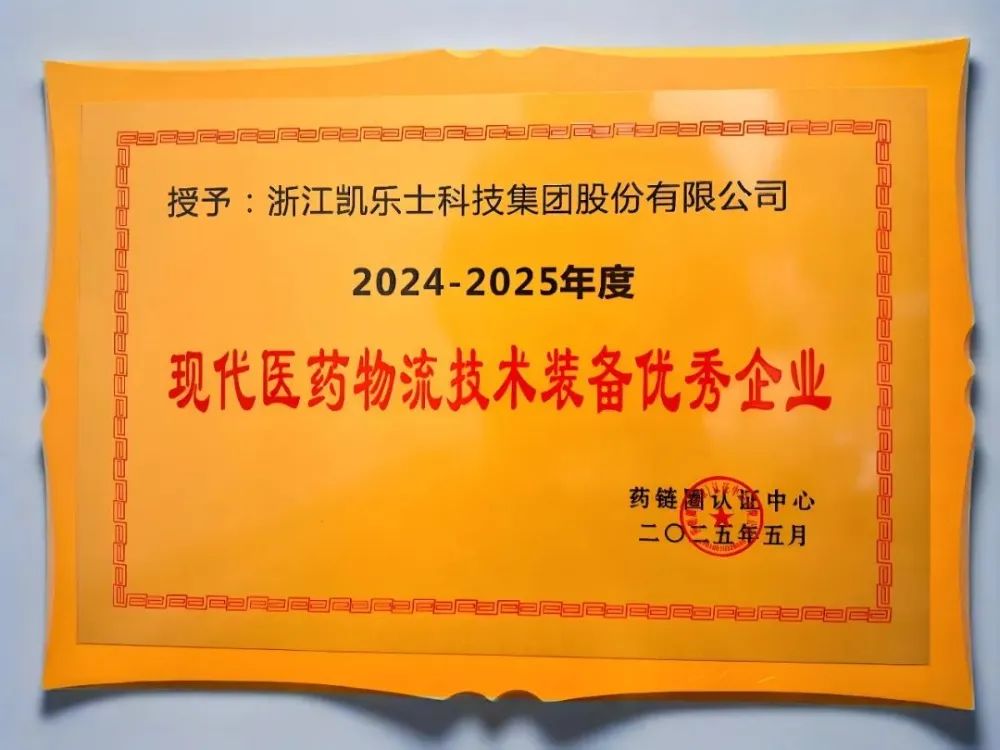 授予：浙江凯乐士科技集团股份有限公司
2024-2025年度
现代医药物流技术装备优秀企业
药链圈认证中心
二〇二五年五月